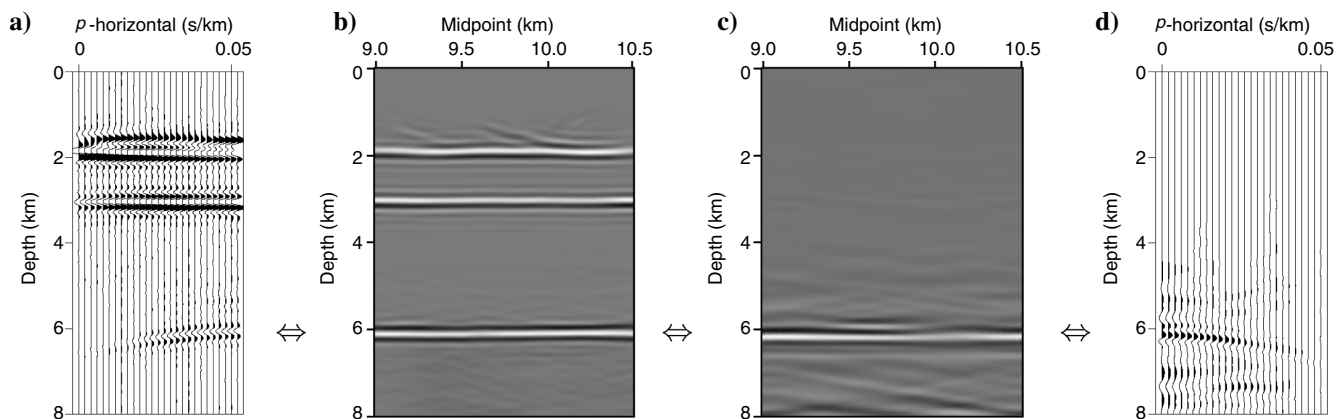 a)
p -horizontal (s/km)
0 0.05
0
2
4
6
8
Depth (km)
⇔
b)
Midpoint (km)
9.0 9.5 10.0 10.5
0
2
4
6
8
Depth (km)
⇔
c)
Midpoint (km)
9.0 9.5 10.0 10.5
0
2
4
6
8
Depth (km)
⇔
d)
p -horizontal (s/km)
0 0.05
0
2
4
6
8
Depth (km)